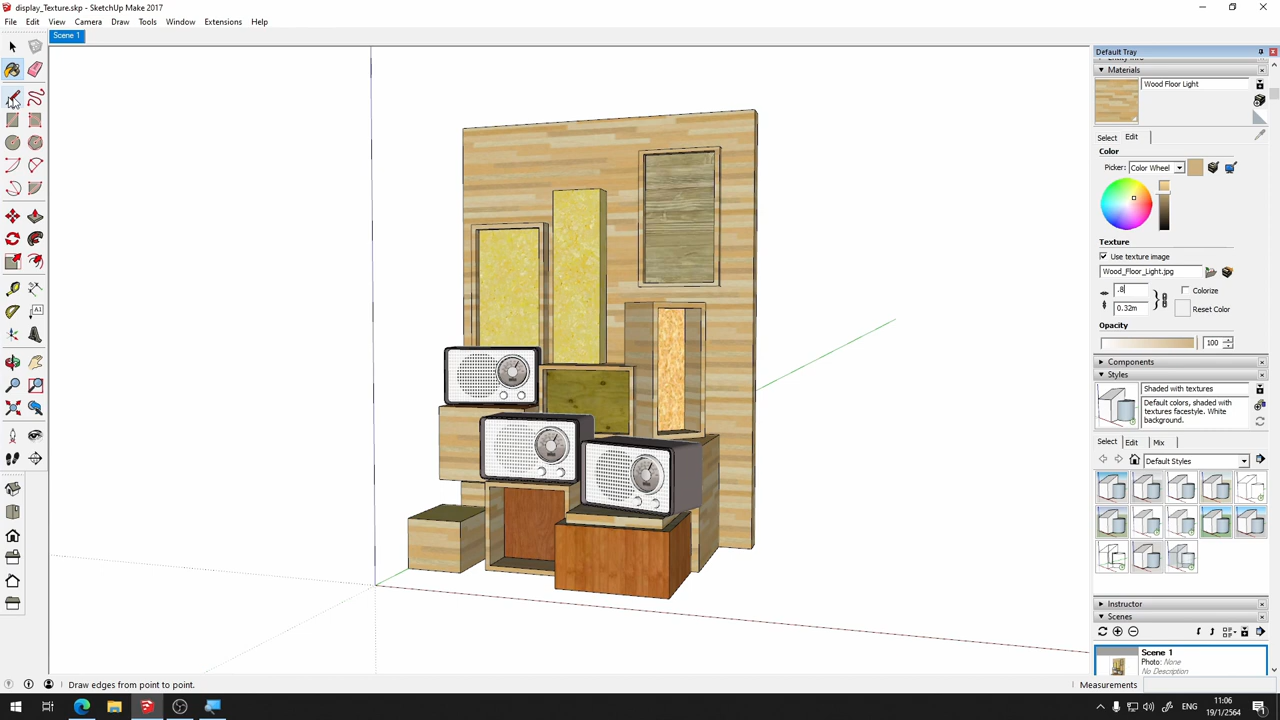 display_Texture.skp - SketchUp Make 2017
File Edit View Camera Draw Tools Window Extensions Help
Scene 1
Default Tray
Materials
Wood Floor Light
Select Edit
Color
Picker: Color Wheel
Texture
Use texture image
Wood_Floor_Light.jpg
.8
Colorize
0.32m
Reset Color
Opacity
100
Components
Styles
Shaded with textures
Default colors, shaded with
textures facestyle. White
background.
Select Edit Mix
Default Styles
Instructor
Scenes
Scene 1
Photo: None
No Description
Draw edges from point to point.
Measurements
ENG
11:06
19/1/2564